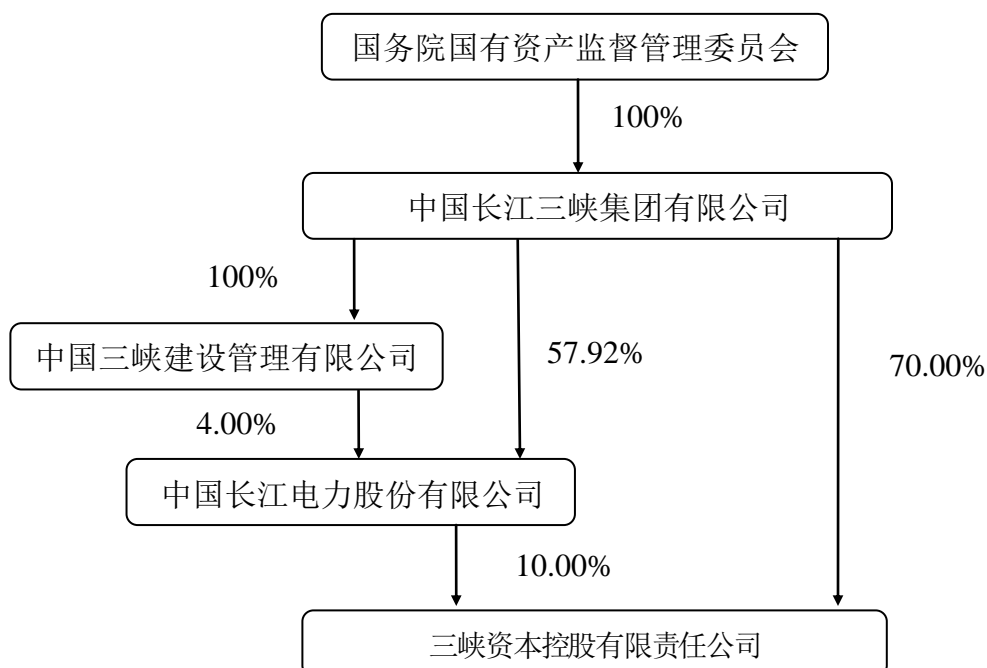 国务院国有资产监督管理委员会
100%
中国长江三峡集团有限公司
100%
中国三峡建设管理有限公司
57.92%
70.00%
4.00%
中国长江电力股份有限公司
10.00%
三峡资本控股有限责任公司